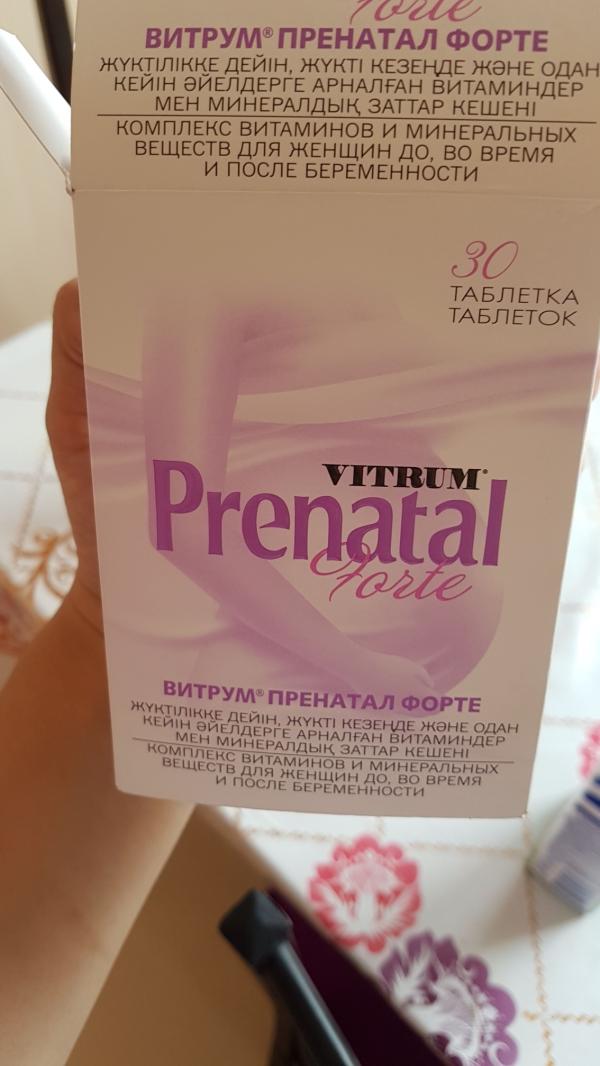 Forte
ВИТРУМ® ПРЕНАТАЛ ФОРТЕ
ЖҮКТІЛІККЕ ДЕЙІН, ЖҮКТІ КЕЗЕҢДЕ ЖӘНЕ ОДАН
КЕЙІН ӘЙЕЛДЕРГЕ АРНАЛҒАН ВИТАМИНДЕР
МЕН МИНЕРАЛДЫҚ ЗАТТАР КЕШЕНІ
КОМПЛЕКС ВИТАМИНОВ И МИНЕРАЛЬНЫХ
ВЕЩЕСТВ ДЛЯ ЖЕНЩИН ДО, ВО ВРЕМЯ
И ПОСЛЕ БЕРЕМЕННОСТИ
30
ТАБЛЕТКА
ТАБЛЕТОК
VITRUM®
Prenatal
Forte
ВИТРУМ® ПРЕНАТАЛ ФОРТЕ
ЖҮКТІЛІККЕ ДЕЙІН, ЖҮКТІ КЕЗЕҢДЕ ЖӘНЕ ОДАН
КЕЙІН ӘЙЕЛДЕРГЕ АРНАЛҒАН ВИТАМИНДЕР
МЕН МИНЕРАЛДЫҚ ЗАТТАР КЕШЕНІ
КОМПЛЕКС ВИТАМИНОВ И МИНЕРАЛЬНЫХ
ВЕЩЕСТВ ДЛЯ ЖЕНЩИН ДО, ВО ВРЕМЯ
И ПОСЛЕ БЕРЕМЕННОСТИ